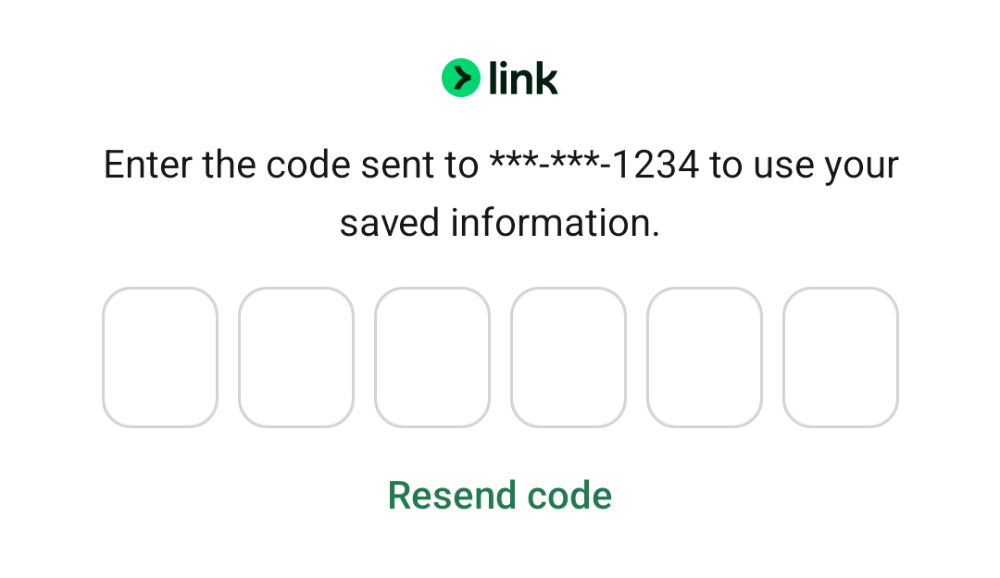 link
Enter the code sent to ***-***-1234 to use your
saved information.
Resend code